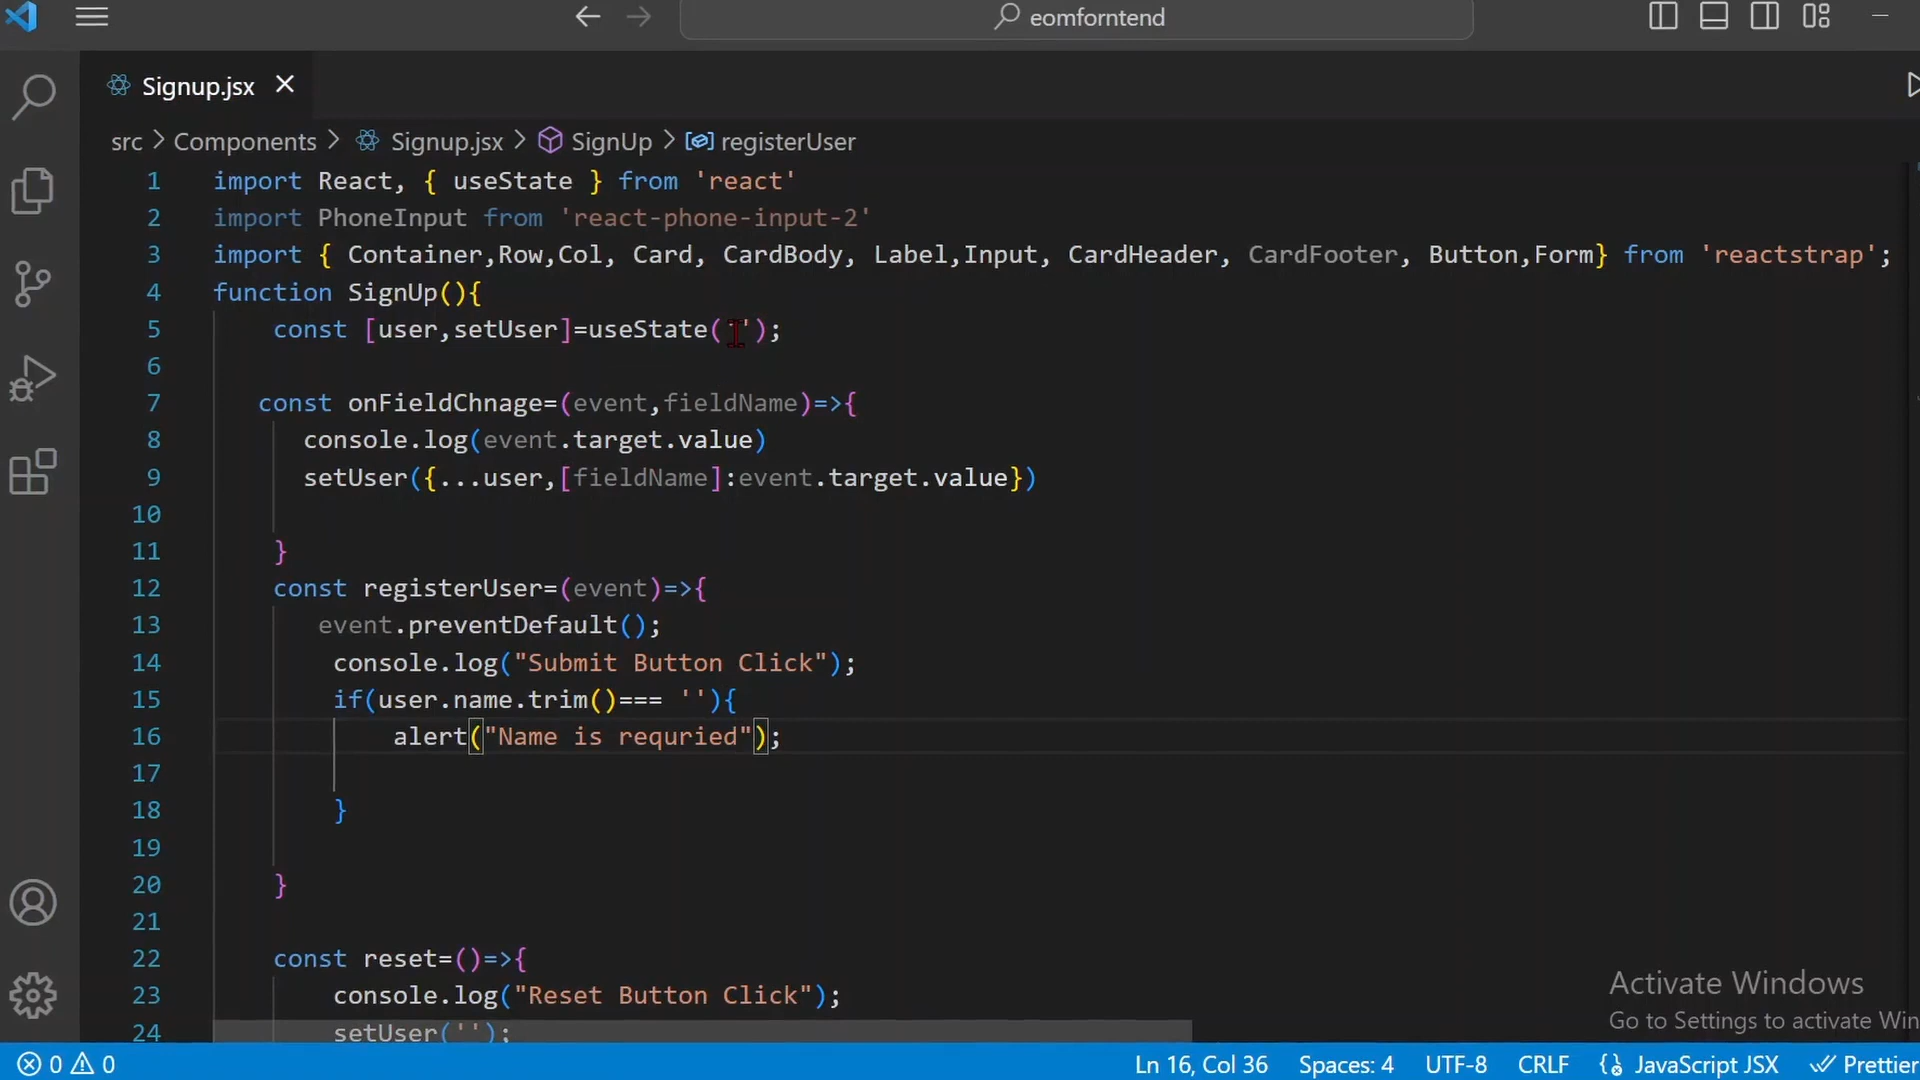 eomforntend
Signup.jsx
src > Components > Signup.jsx > SignUp > registerUser
1 import React, { useState } from 'react'
2 import PhoneInput from 'react-phone-input-2'
3 import { Container,Row,Col, Card, CardBody, Label,Input, CardHeader, CardFooter, Button,Form} from 'reactstrap';
4 function SignUp(){
5 const [user,setUser]=useState('');
6
7 const onFieldChnage=(event,fieldName)=>{
8 console.log(event.target.value)
9 setUser({...user,[fieldName]:event.target.value})
10
11 }
12 const registerUser=(event)=>{
13 event.preventDefault();
14 console.log("Submit Button Click");
15 if(user.name.trim()=== ''){
16 alert("Name is requried");
17
18 }
19
20 }
21
22 const reset=()=>{
23 console.log("Reset Button Click");
24 setUser('');
Activate Windows
Go to Settings to activate Win
0 0 Ln 16, Col 36 Spaces: 4 UTF-8 CRLF JavaScript JSX Prettier